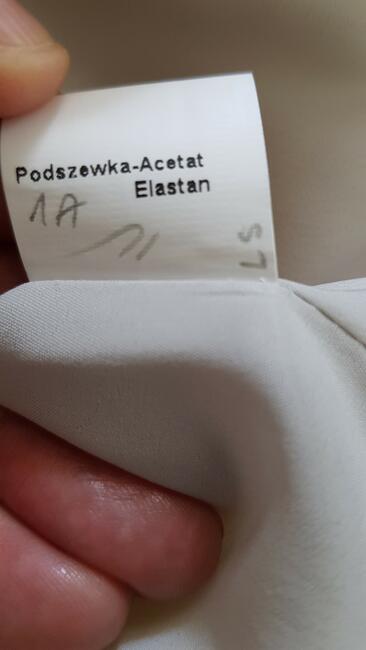 Podszewka-Acetat
Elastan
1A
LS